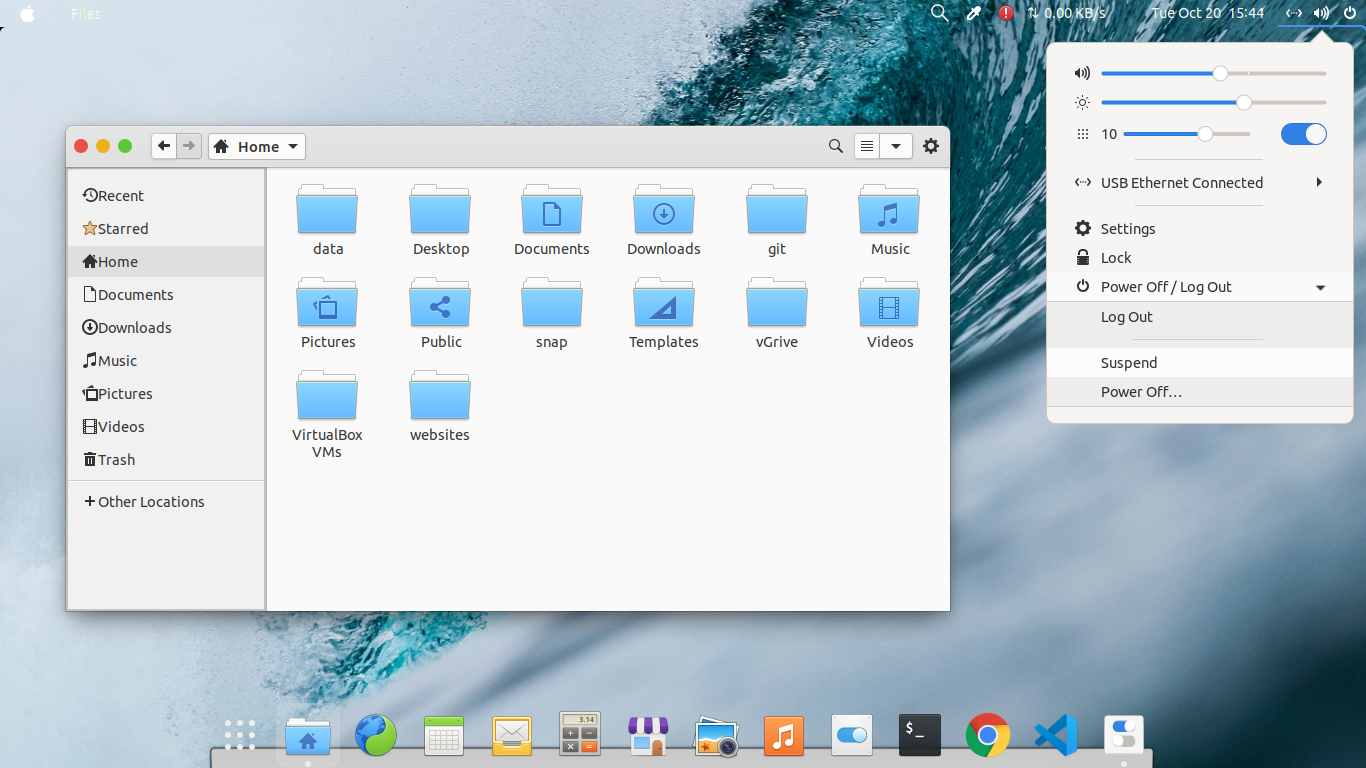 Files
0.00 KB/s
Tue Oct 20 15:44
Home
Recent
Starred
Home
Documents
Downloads
Music
Pictures
Videos
Trash
Other Locations
data
Desktop
Documents
Downloads
git
Music
Pictures
Public
snap
Templates
vGrive
Videos
VirtualBox
VMs
websites
10
USB Ethernet Connected
Settings
Lock
Power Off / Log Out
Log Out
Suspend
Power Off…
3.14
$_